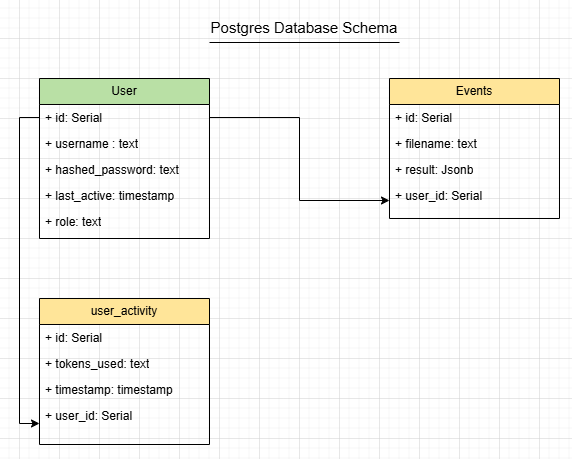 Postgres Database Schema
User
+ id: Serial
+ username : text
+ hashed_password: text
+ last_active: timestamp
+ role: text
Events
+ id: Serial
+ filename: text
+ result: Jsonb
+ user_id: Serial
user_activity
+ id: Serial
+ tokens_used: text
+ timestamp: timestamp
+ user_id: Serial